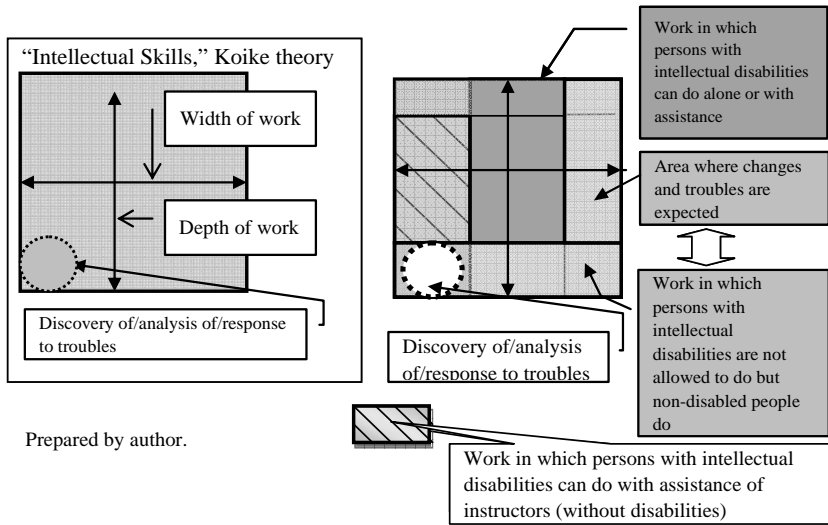 “Intellectual Skills,” Koike theory
Width of work
Depth of work
Discovery of/analysis of/response
to troubles
Prepared by author.
Work in which
persons with
intellectual disabilities
can do alone or with
assistance
Area where changes
and troubles are
expected
Work in which
persons with
intellectual
disabilities are not
allowed to do but
non-disabled people
do
Discovery of/analysis
of/response to troubles
Work in which persons with intellectual
disabilities can do with assistance of
instructors (without disabilities)